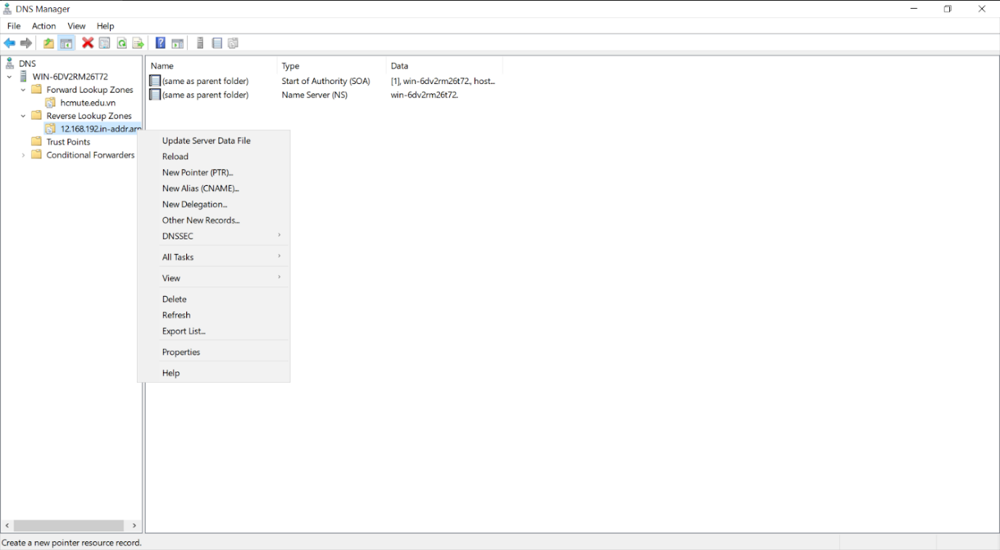 DNS Manager
File Action View Help
DNS
WIN-6DV2RM26T72
Forward Lookup Zones
hcmute.edu.vn
Reverse Lookup Zones
12.168.192.in-addr.arp
Trust Points
Conditional Forwarders
Name Type Data
(same as parent folder) Start of Authority (SOA) [1], win-6dv2rm26t72., host...
(same as parent folder) Name Server (NS) win-6dv2rm26t72.
Update Server Data File
Reload
New Pointer (PTR)...
New Alias (CNAME)...
New Delegation...
Other New Records...
DNSSEC
All Tasks
View
Delete
Refresh
Export List...
Properties
Help
Create a new pointer resource record.